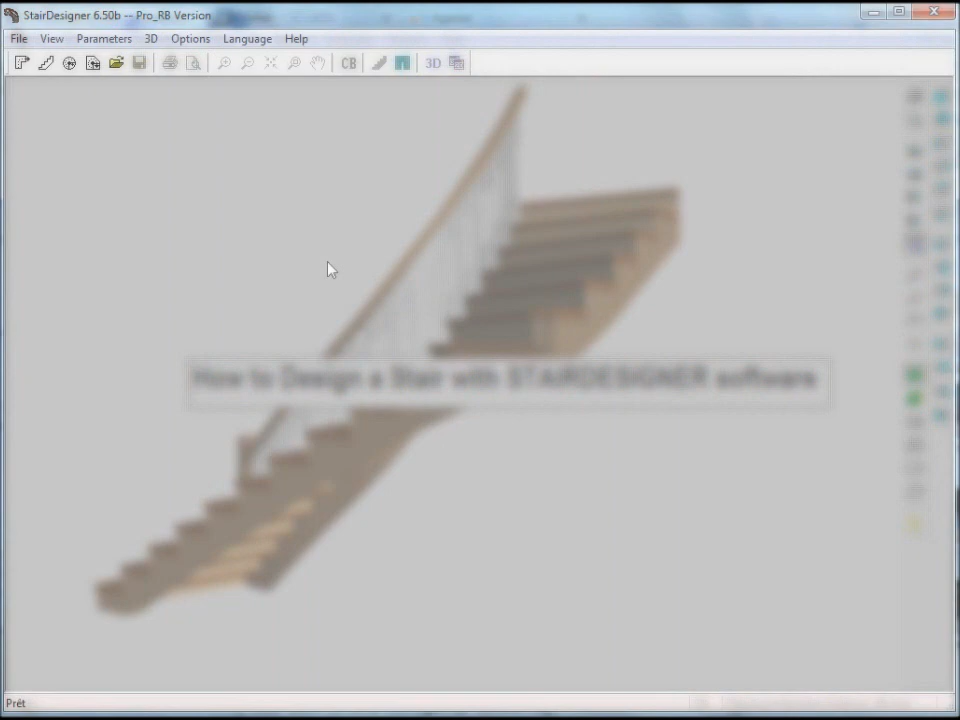 StairDesigner 6.50b -- Pro_RB Version
File View Parameters 3D Options Language Help
CB 3D
How to Design a Stair with STAIRDESIGNER software
Prêt